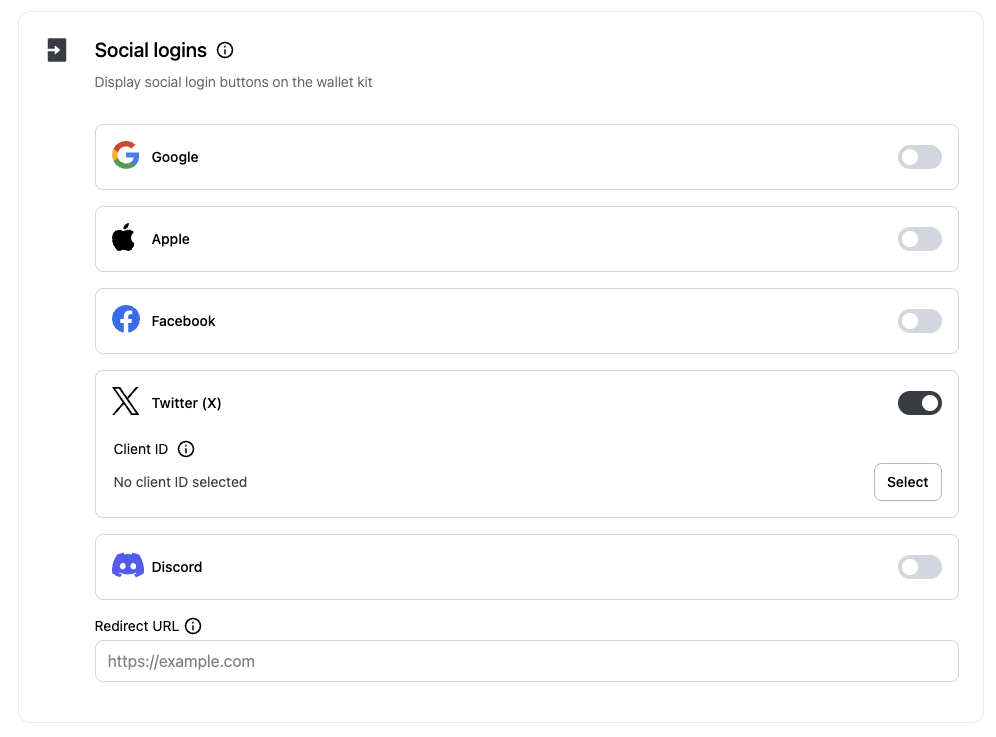 Social logins
Display social login buttons on the wallet kit
Google
Apple
Facebook
Twitter (X)
Client ID
No client ID selected
Select
Discord
Redirect URL
https://example.com